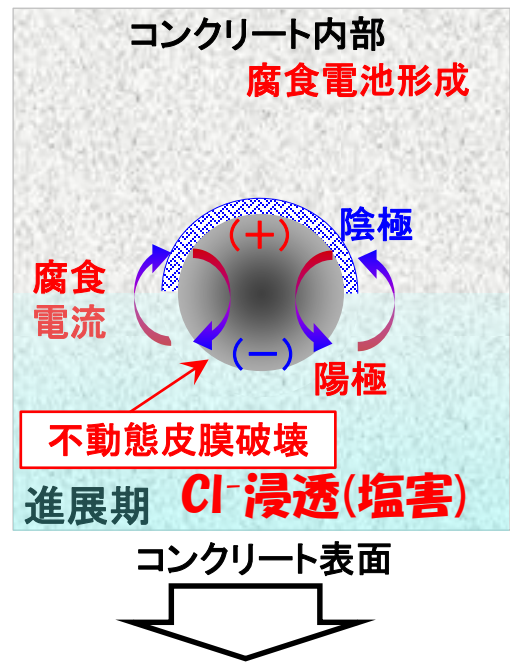 コンクリート内部
腐食電池形成
(+)
陰極
腐食
電流
(−)
陽極
不動態皮膜破壊
進展期
Cl⁻浸透(塩害)
コンクリート表面